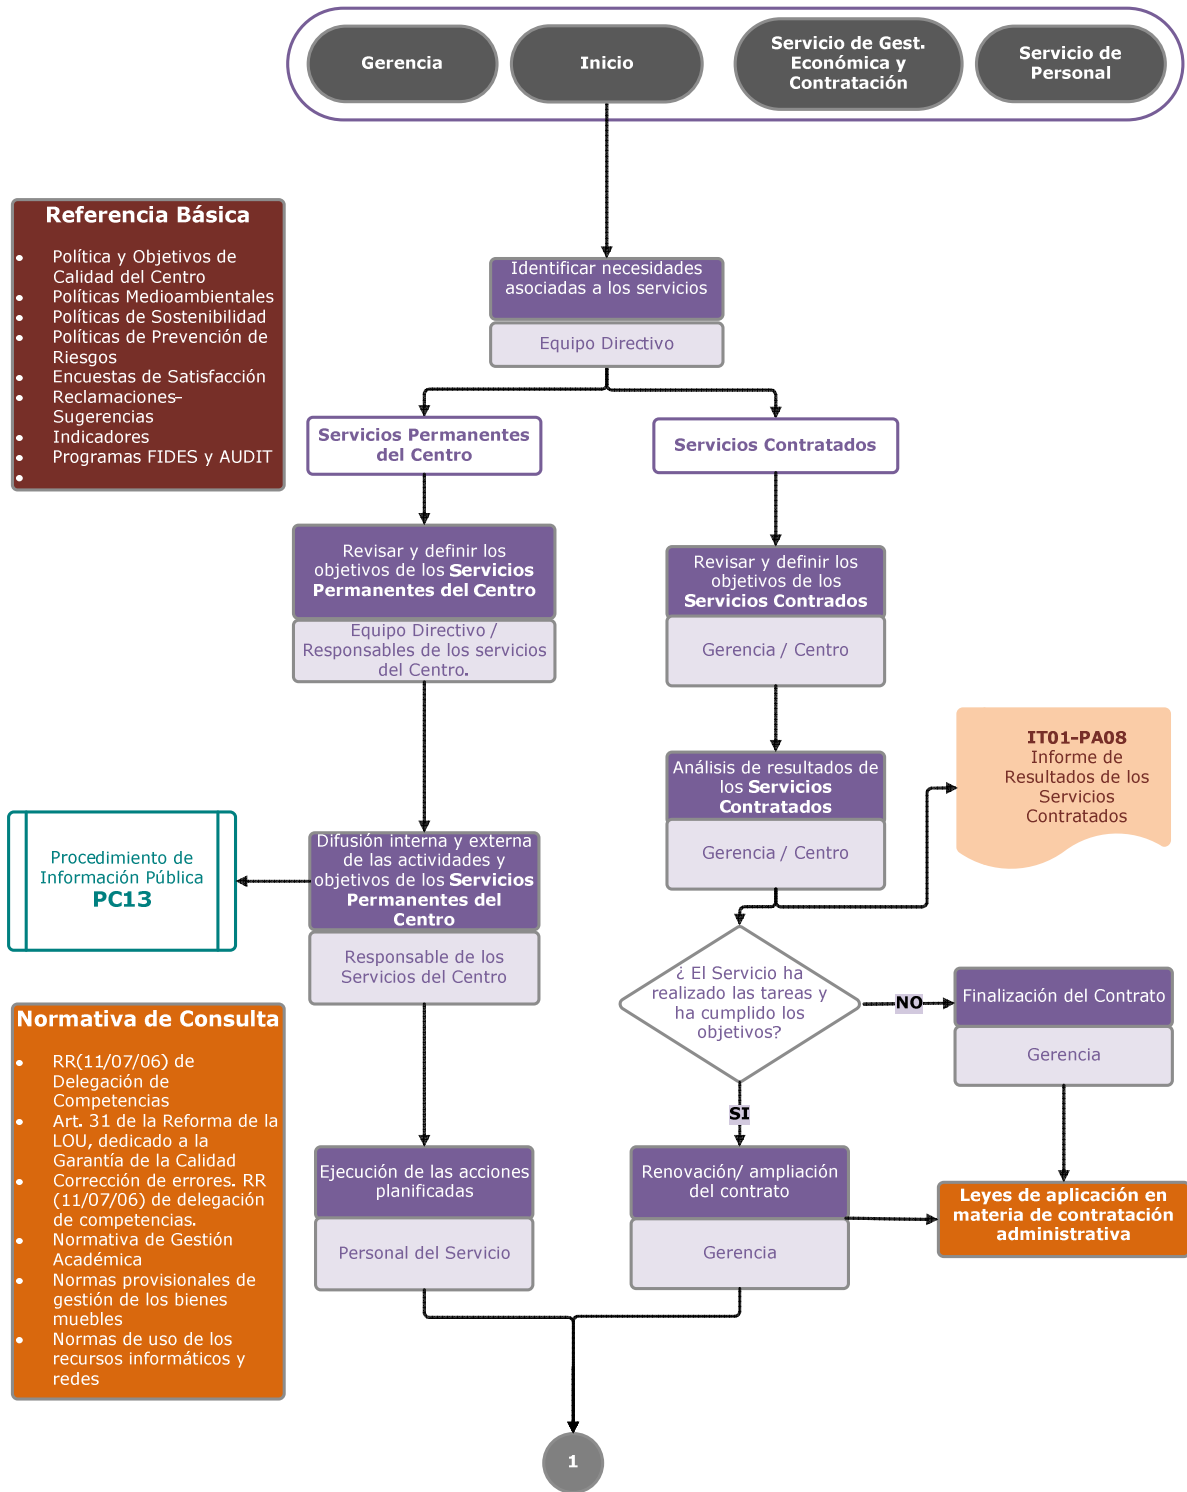 Gerencia
Inicio
Servicio de Gest.
Económica y
Contratación
Servicio de
Personal
Referencia Básica
• Política y Objetivos de
Calidad del Centro
• Políticas Medioambientales
• Políticas de Sostenibilidad
• Políticas de Prevención de
Riesgos
• Encuestas de Satisfacción
• Reclamaciones–
Sugerencias
• Indicadores
• Programas FIDES y AUDIT
•
Identificar necesidades
asociadas a los servicios
Equipo Directivo
Servicios Permanentes
del Centro
Servicios Contratados
Revisar y definir los
objetivos de los Servicios
Permanentes del Centro
Equipo Directivo /
Responsables de los servicios
del Centro.
Revisar y definir los
objetivos de los
Servicios Contrados
Gerencia / Centro
Análisis de resultados de
los Servicios
Contratados
Gerencia / Centro
IT01-PA08
Informe de
Resultados de los
Servicios
Contratados
Procedimiento de
Información Pública
PC13
Difusión interna y externa
de las actividades y
objetivos de los Servicios
Permanentes del
Centro
Responsable de los
Servicios del Centro
¿ El Servicio ha
realizado las tareas y
ha cumplido los
objetivos?
NO
Finalización del Contrato
Gerencia
SI
Normativa de Consulta
• RR(11/07/06) de
Delegación de
Competencias
• Art. 31 de la Reforma de la
LOU, dedicado a la
Garantía de la Calidad
• Corrección de errores. RR
(11/07/06) de delegación
de competencias.
• Normativa de Gestión
Académica
• Normas provisionales de
gestión de los bienes
muebles
• Normas de uso de los
recursos informáticos y
redes
Ejecución de las acciones
planificadas
Personal del Servicio
Renovación/ ampliación
del contrato
Gerencia
Leyes de aplicación en
materia de contratación
administrativa
1